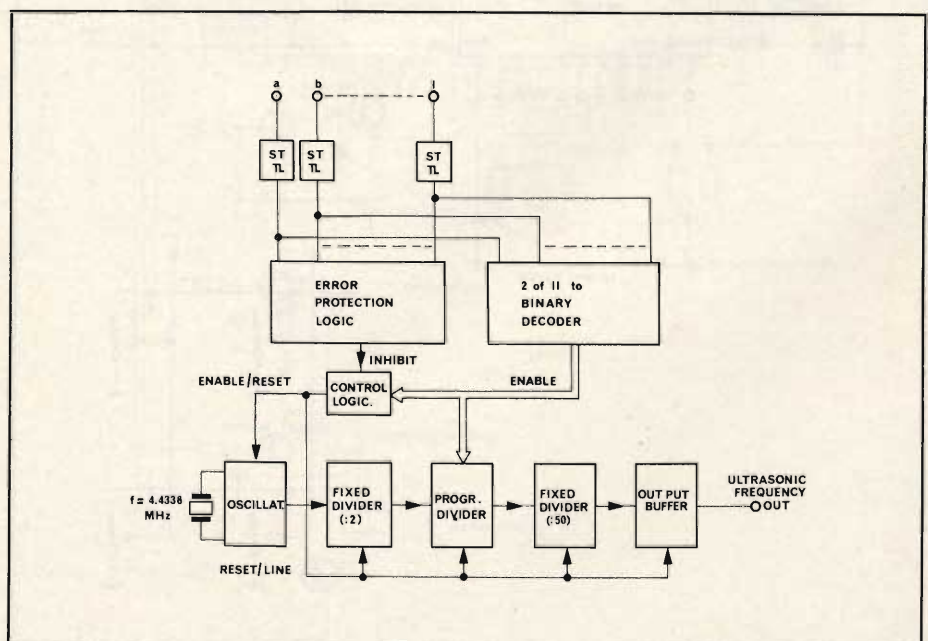 a b l
ST
TL
ST
TL
ST
TL
ERROR
PROTECTION
LOGIC
2 of 11 to
BINARY
DECODER
INHIBIT
ENABLE/RESET
CONTROL
LOGIC.
ENABLE
f = 4.4336
MHz
OSCILLAT.
FIXED
DIVIDER
(:2)
PROGR.
DIVIDER
FIXED
DIVIDER
(:50)
OUT PUT
BUFFER
ULTRASONIC
FREQUENCY
OUT
RESET/LINE